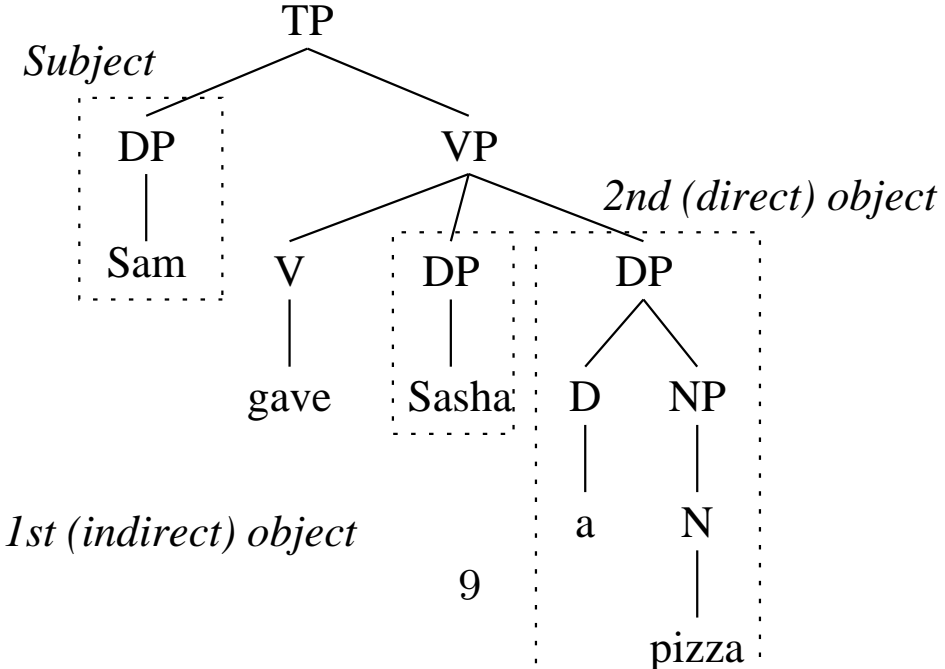 TP
Subject
DP VP
2nd (direct) object
Sam V DP DP
gave Sasha D NP
1st (indirect) object a N
9
pizza